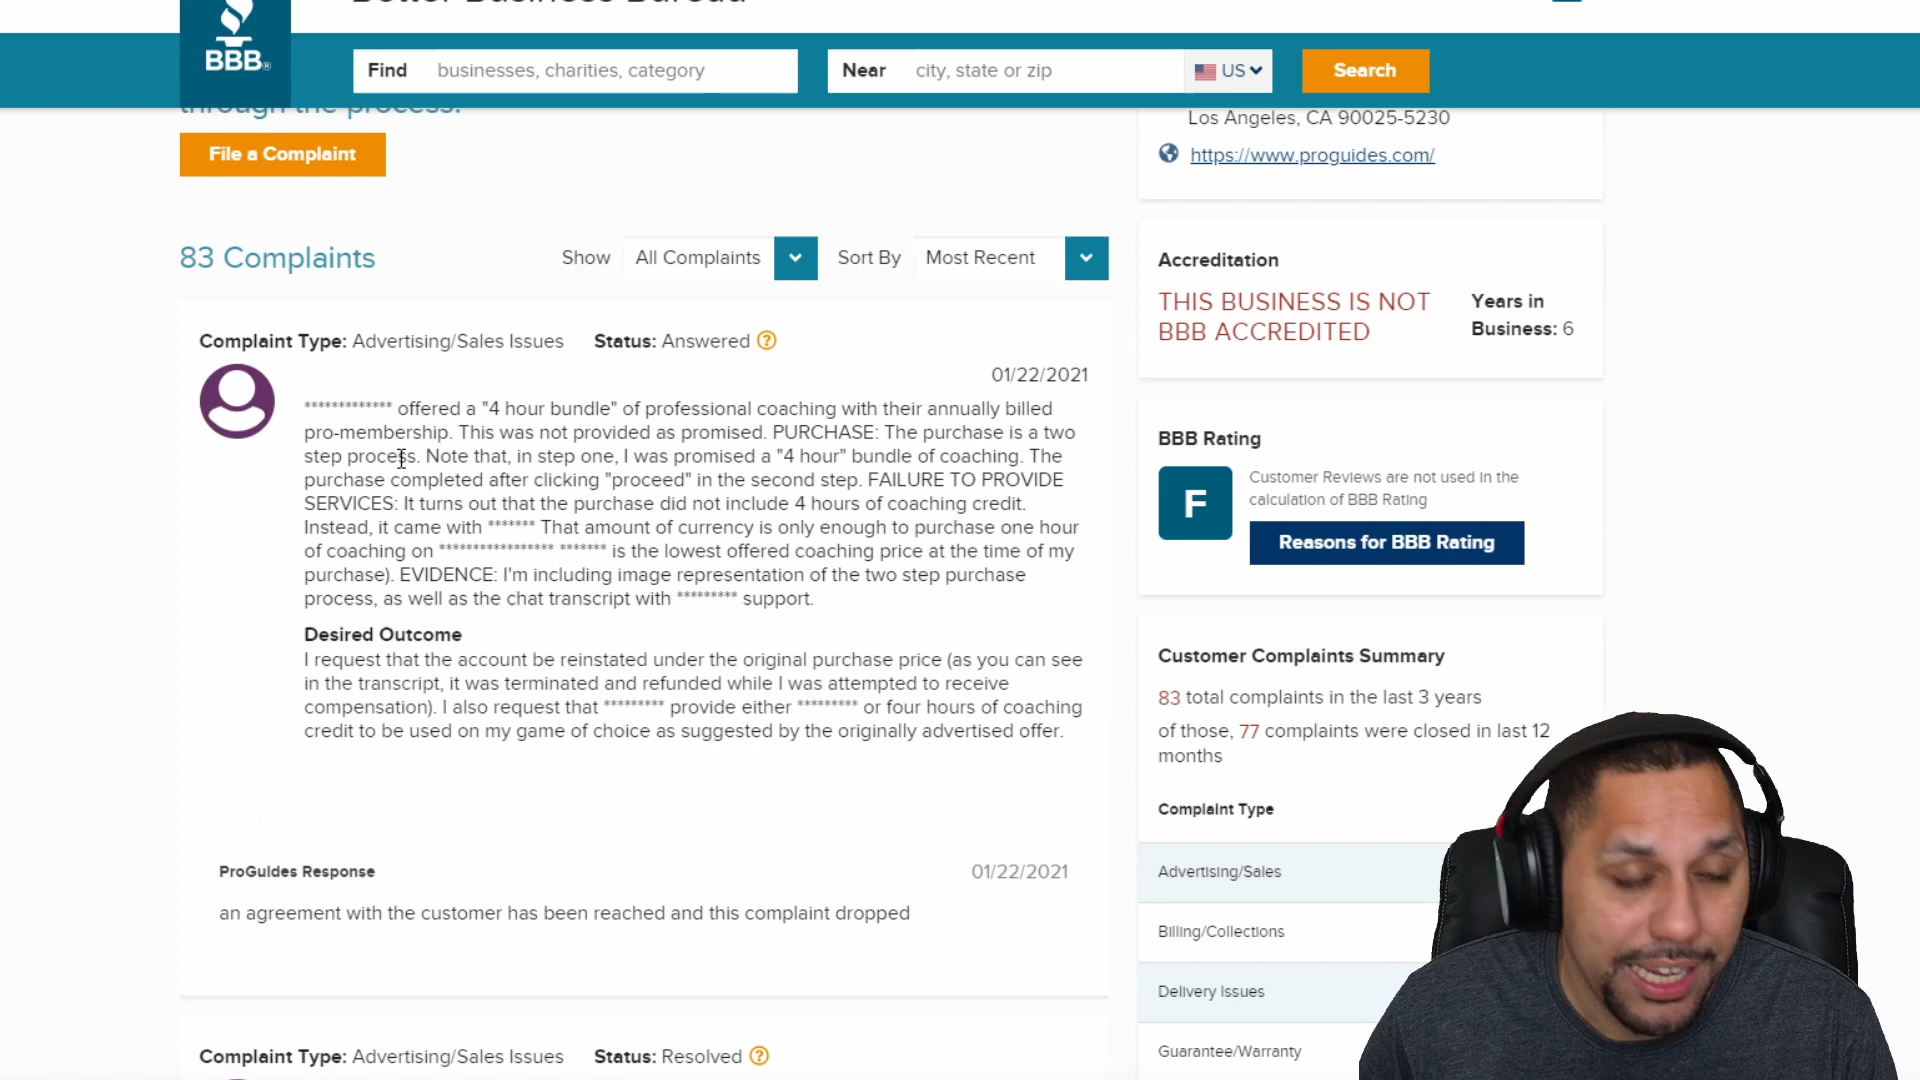 Better Business Bureau
BBB®
Find businesses, charities, category
Near city, state or zip
US
Search
through the process.
File a Complaint
Los Angeles, CA 90025-5230
https://www.proguides.com/
83 Complaints
Show All Complaints
Sort By Most Recent
Complaint Type: Advertising/Sales Issues Status: Answered ?
01/22/2021
************* offered a "4 hour bundle" of professional coaching with their annually billed
pro-membership. This was not provided as promised. PURCHASE: The purchase is a two
step process. Note that, in step one, I was promised a "4 hour" bundle of coaching. The
purchase completed after clicking "proceed" in the second step. FAILURE TO PROVIDE
SERVICES: It turns out that the purchase did not include 4 hours of coaching credit.
Instead, it came with ******* That amount of currency is only enough to purchase one hour
of coaching on ***************** ******* is the lowest offered coaching price at the time of my
purchase). EVIDENCE: I'm including image representation of the two step purchase
process, as well as the chat transcript with ********* support.
Desired Outcome
I request that the account be reinstated under the original purchase price (as you can see
in the transcript, it was terminated and refunded while I was attempted to receive
compensation). I also request that ********* provide either ********* or four hours of coaching
credit to be used on my game of choice as suggested by the originally advertised offer.
ProGuides Response
01/22/2021
an agreement with the customer has been reached and this complaint dropped
Complaint Type: Advertising/Sales Issues Status: Resolved ?
Accreditation
THIS BUSINESS IS NOT
BBB ACCREDITED
Years in
Business: 6
BBB Rating
F
Customer Reviews are not used in the
calculation of BBB Rating
Reasons for BBB Rating
Customer Complaints Summary
83 total complaints in the last 3 years
of those, 77 complaints were closed in last 12
months
Complaint Type
Advertising/Sales
Billing/Collections
Delivery Issues
Guarantee/Warranty